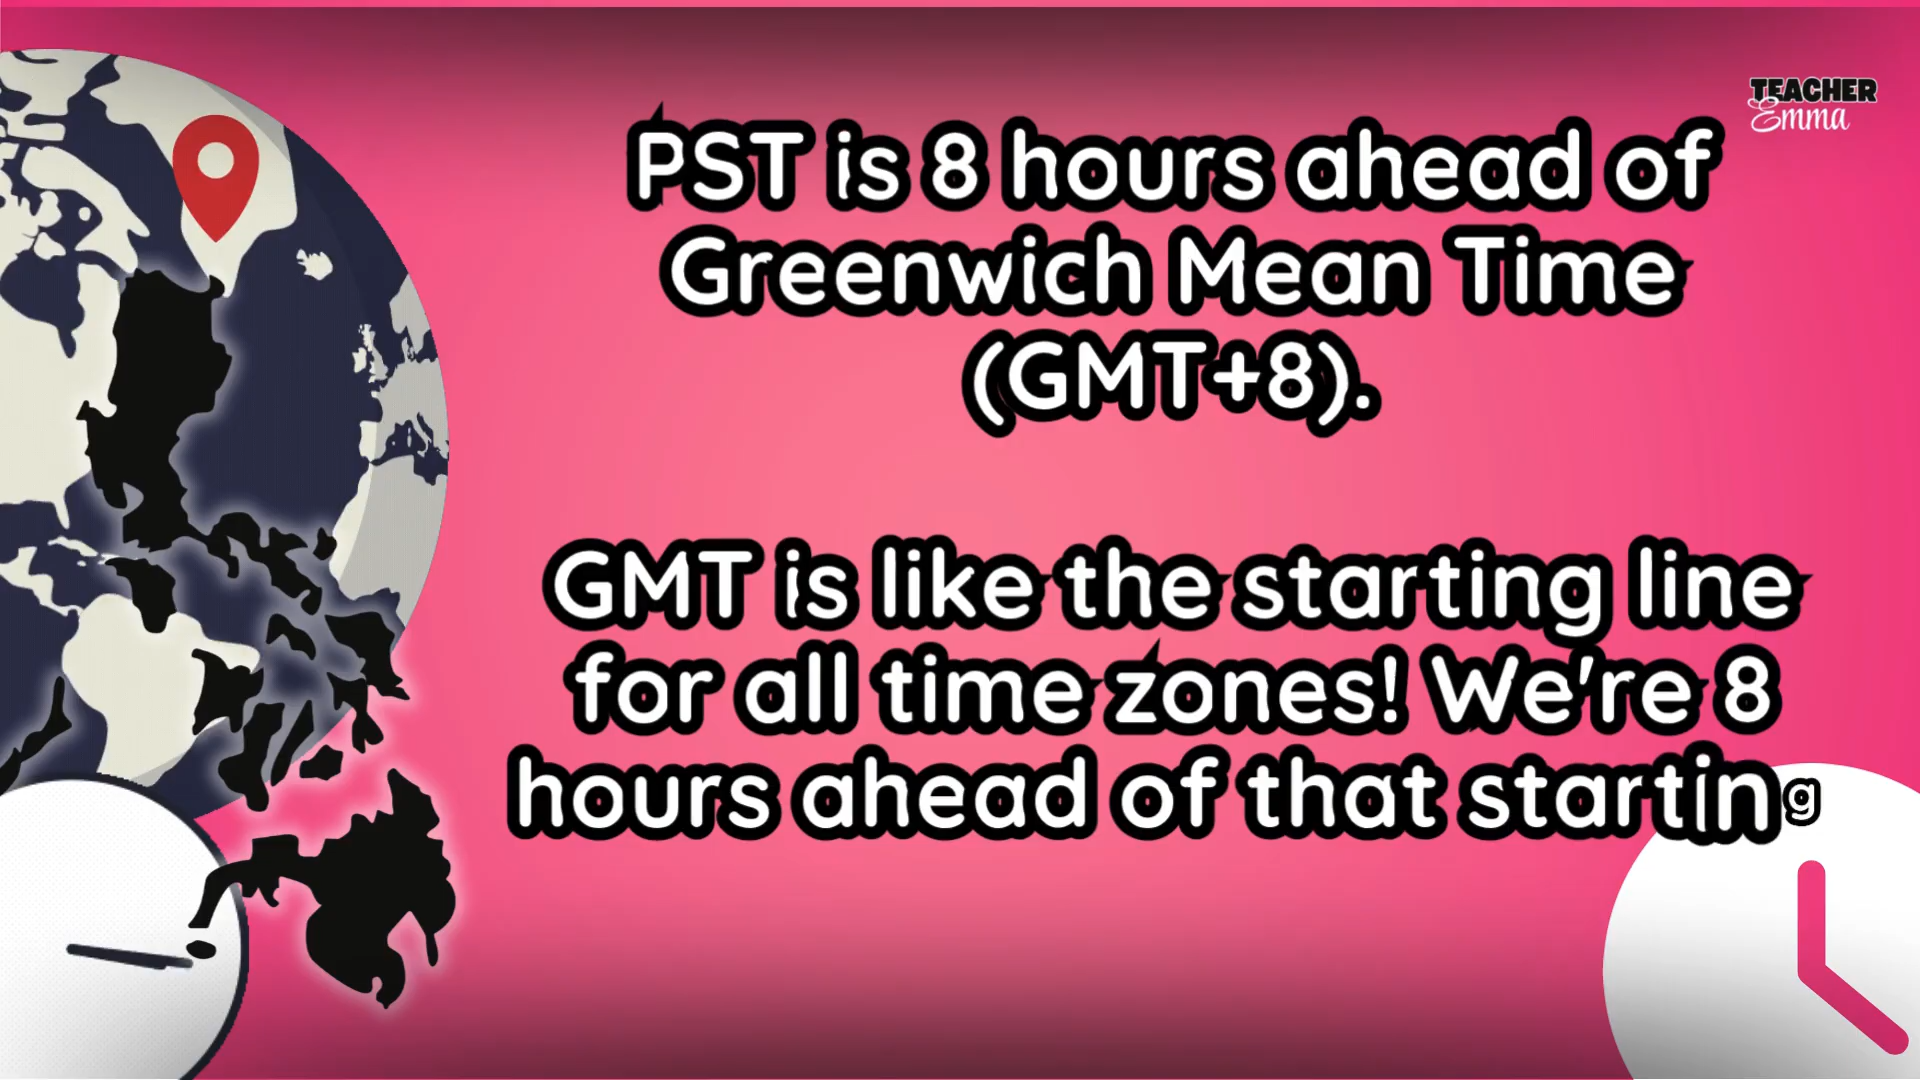 TEACHER
Emma
PST is 8 hours ahead of
Greenwich Mean Time
(GMT+8).
GMT is like the starting line
for all time zones! We're 8
hours ahead of that starting